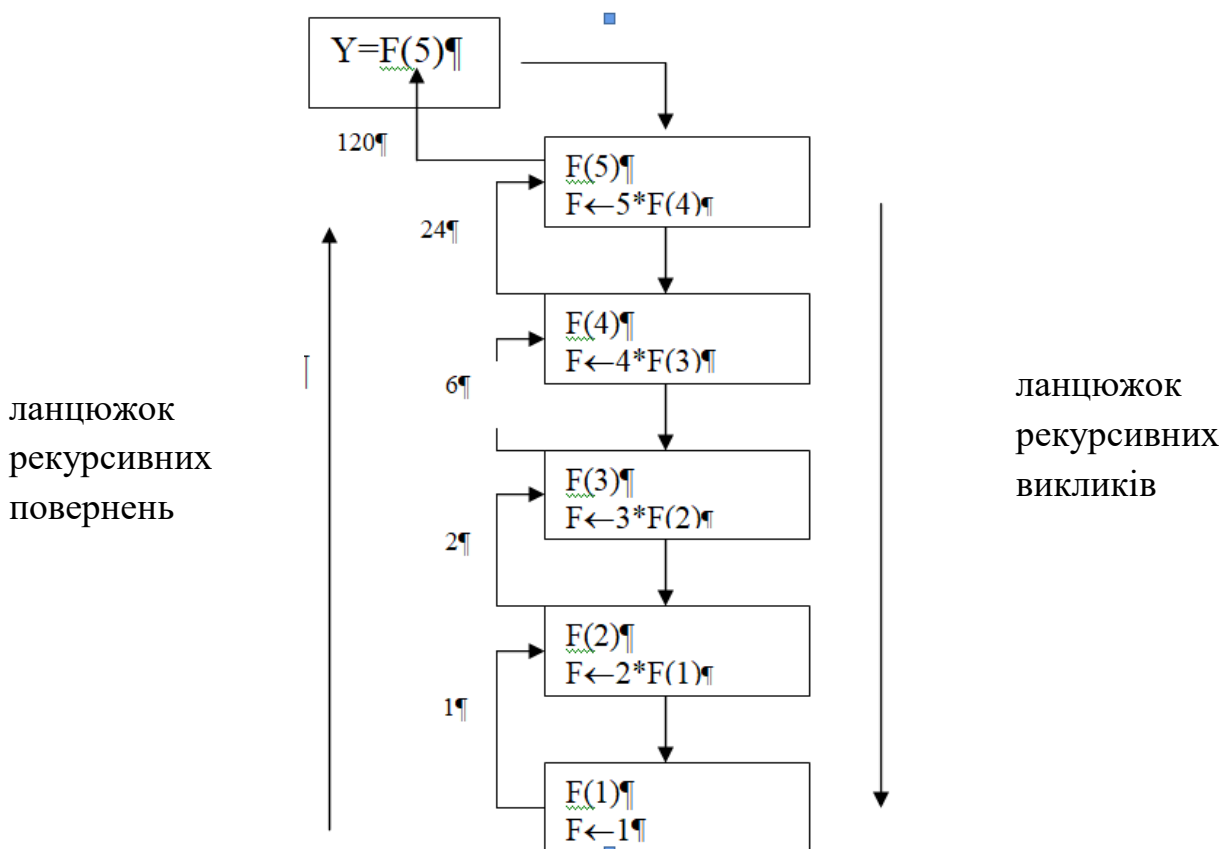 Y=F(5)¶
120¶
F(5)¶
F←5*F(4)¶
24¶
F(4)¶
F←4*F(3)¶
6¶
ланцюжок
рекурсивних
повернень
ланцюжок
рекурсивних
викликів
F(3)¶
F←3*F(2)¶
2¶
F(2)¶
F←2*F(1)¶
1¶
F(1)¶
F←1¶